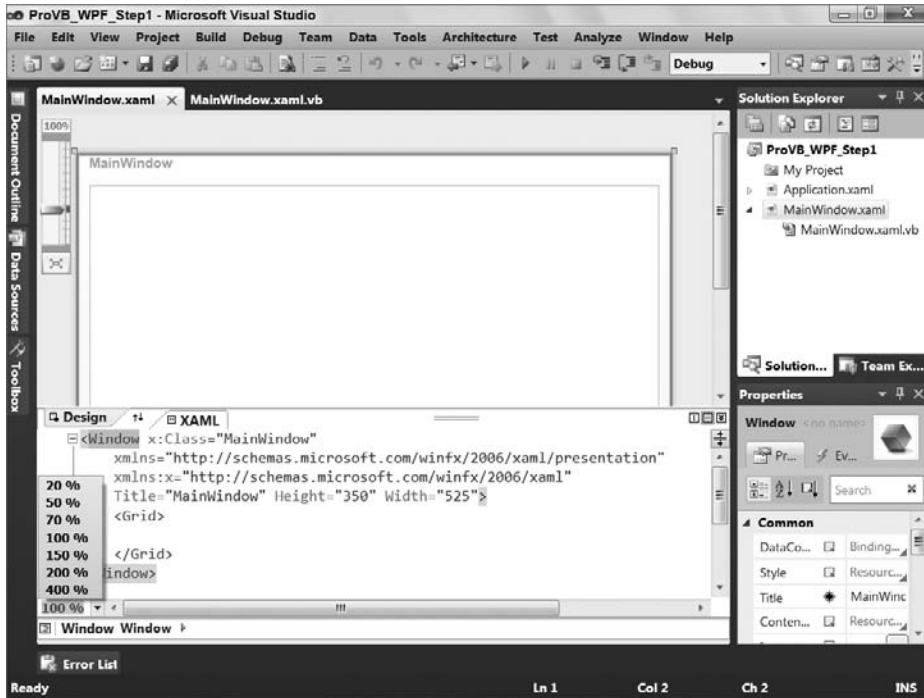 ProVB_WPF_Step1 - Microsoft Visual Studio
File Edit View Project Build Debug Team Data Tools Architecture Test Analyze Window Help
Debug
MainWindow.xaml MainWindow.xaml.vb
Document Outline
Data Sources
Toolbox
100%
MainWindow
Design XAML
<Window x:Class="MainWindow"
xmlns="http://schemas.microsoft.com/winfx/2006/xaml/presentation"
xmlns:x="http://schemas.microsoft.com/winfx/2006/xaml"
Title="MainWindow" Height="350" Width="525">
<Grid>
</Grid>
indow>
20 %
50 %
70 %
100 %
150 %
200 %
400 %
100 %
Window Window
Solution Explorer
ProVB_WPF_Step1
My Project
Application.xaml
MainWindow.xaml
MainWindow.xaml.vb
Solution... Team Ex...
Properties
Window <no name>
Pr... Ev...
Search
Common
DataCo... Binding...
Style Resourc...
Title MainWinc
Conten... Resourc...
Error List
Ready Ln 1 Col 2 Ch 2 INS